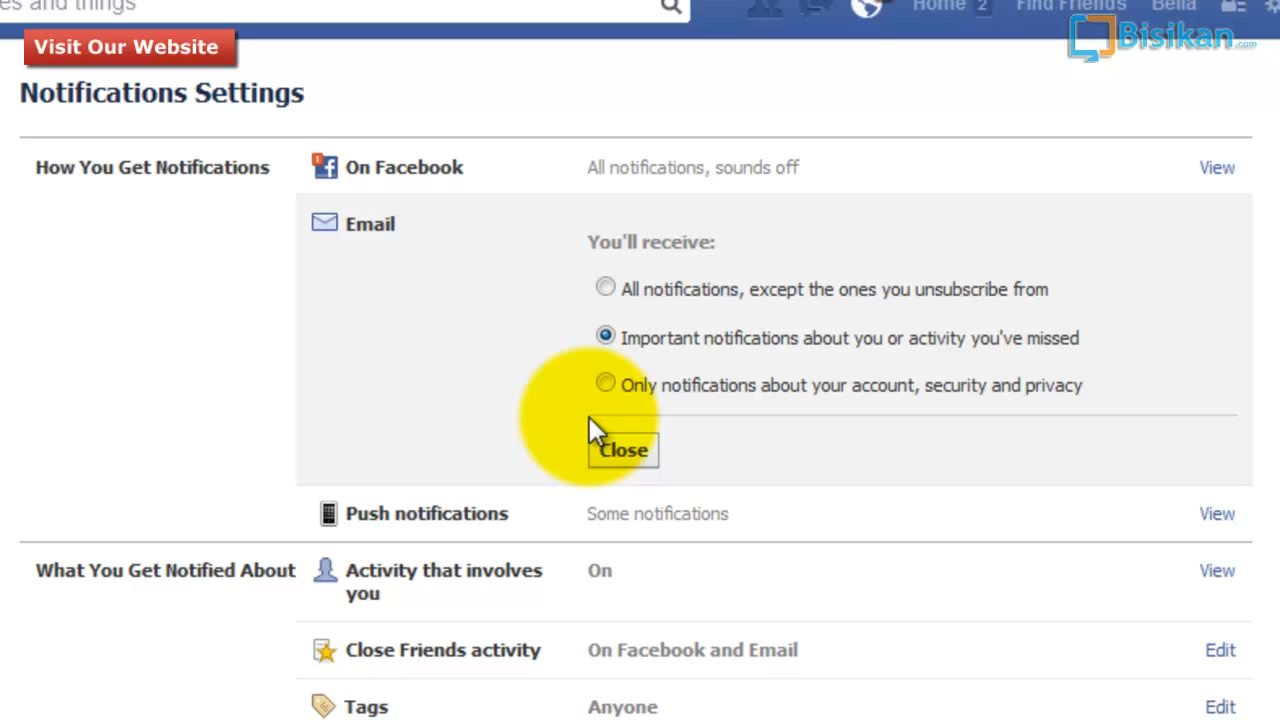 es and things
Home 2 Find Friends Bella
Visit Our Website
Bisikan.com
Notifications Settings
How You Get Notifications
1 On Facebook All notifications, sounds off View
Email
You'll receive:
All notifications, except the ones you unsubscribe from
Important notifications about you or activity you've missed
Only notifications about your account, security and privacy
Close
Push notifications Some notifications View
What You Get Notified About
Activity that involves you On View
Close Friends activity On Facebook and Email Edit
Tags Anyone Edit